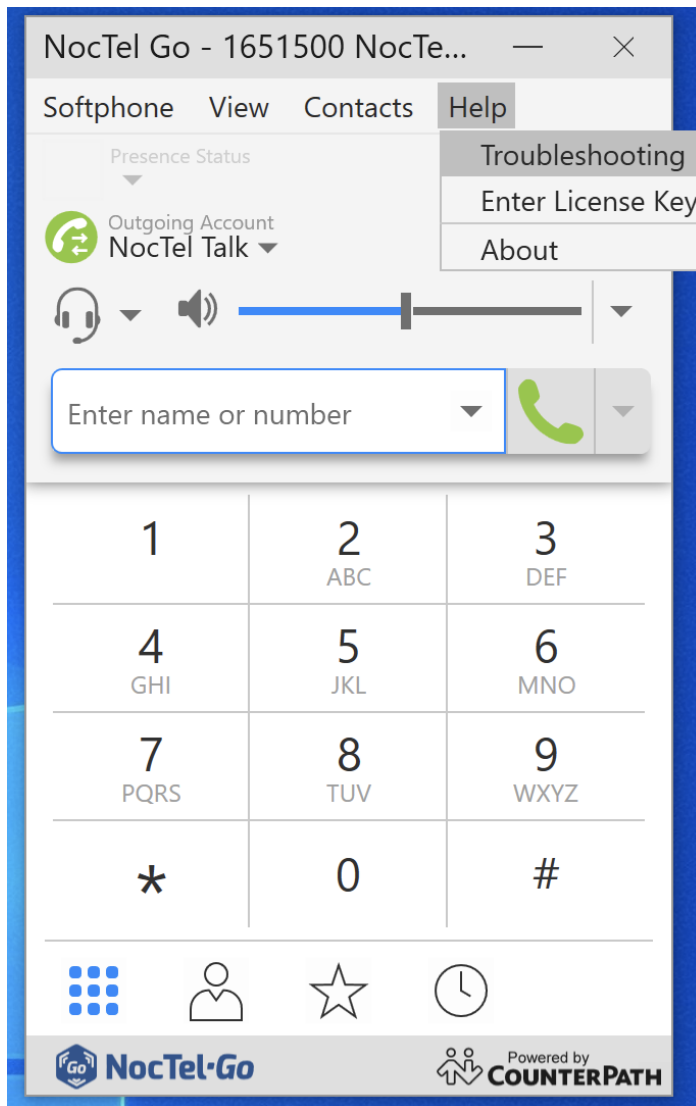 NocTel Go - 1651500 NocTe...
Softphone View Contacts Help
Troubleshooting
Enter License Key
About
Presence Status
Outgoing Account
NocTel Talk
Enter name or number
1 2 3
ABC DEF
4 5 6
GHI JKL MNO
7 8 9
PQRS TUV WXYZ
* 0 #
Go NocTel·Go
Powered by
COUNTERPATH